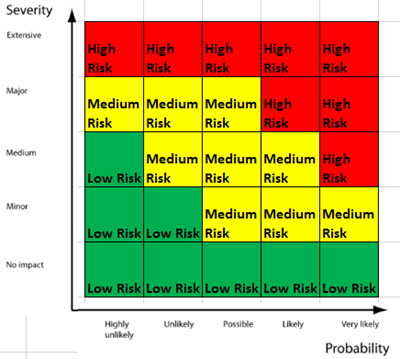 Severity
Extensive
High Risk
High Risk
High Risk
High Risk
High Risk
Major
Medium Risk
Medium Risk
Medium Risk
High Risk
High Risk
Medium
Low Risk
Medium Risk
Medium Risk
Medium Risk
High Risk
Minor
Low Risk
Low Risk
Medium Risk
Medium Risk
Medium Risk
No impact
Low Risk
Low Risk
Low Risk
Low Risk
Low Risk
Highly unlikely
Unlikely
Possible
Likely
Very likely
Probability